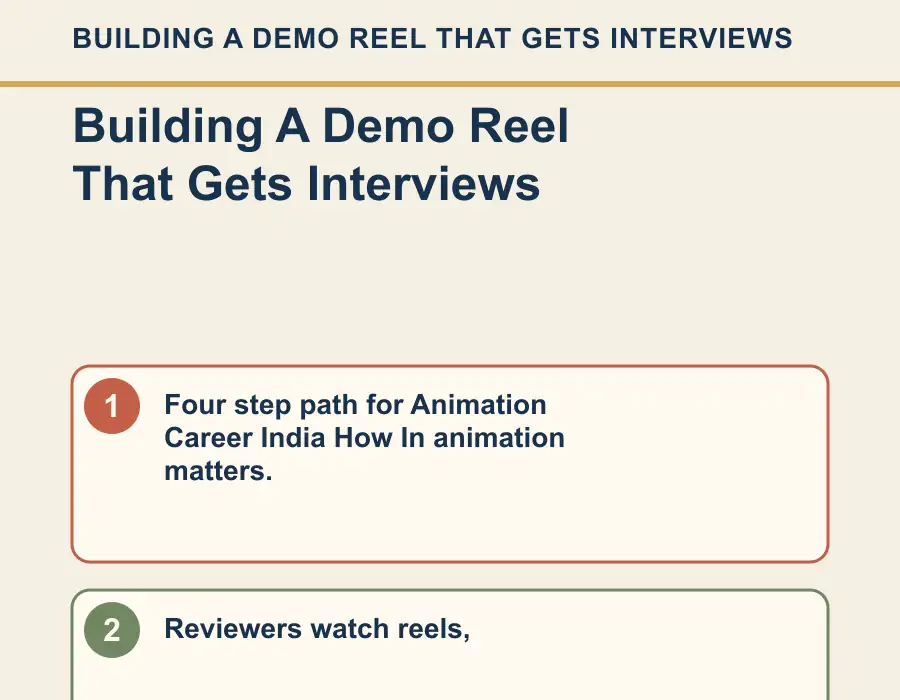 BUILDING A DEMO REEL THAT GETS INTERVIEWS
Building A Demo Reel
That Gets Interviews
1
Four step path for Animation
Career India How In animation
matters.
2
Reviewers watch reels,